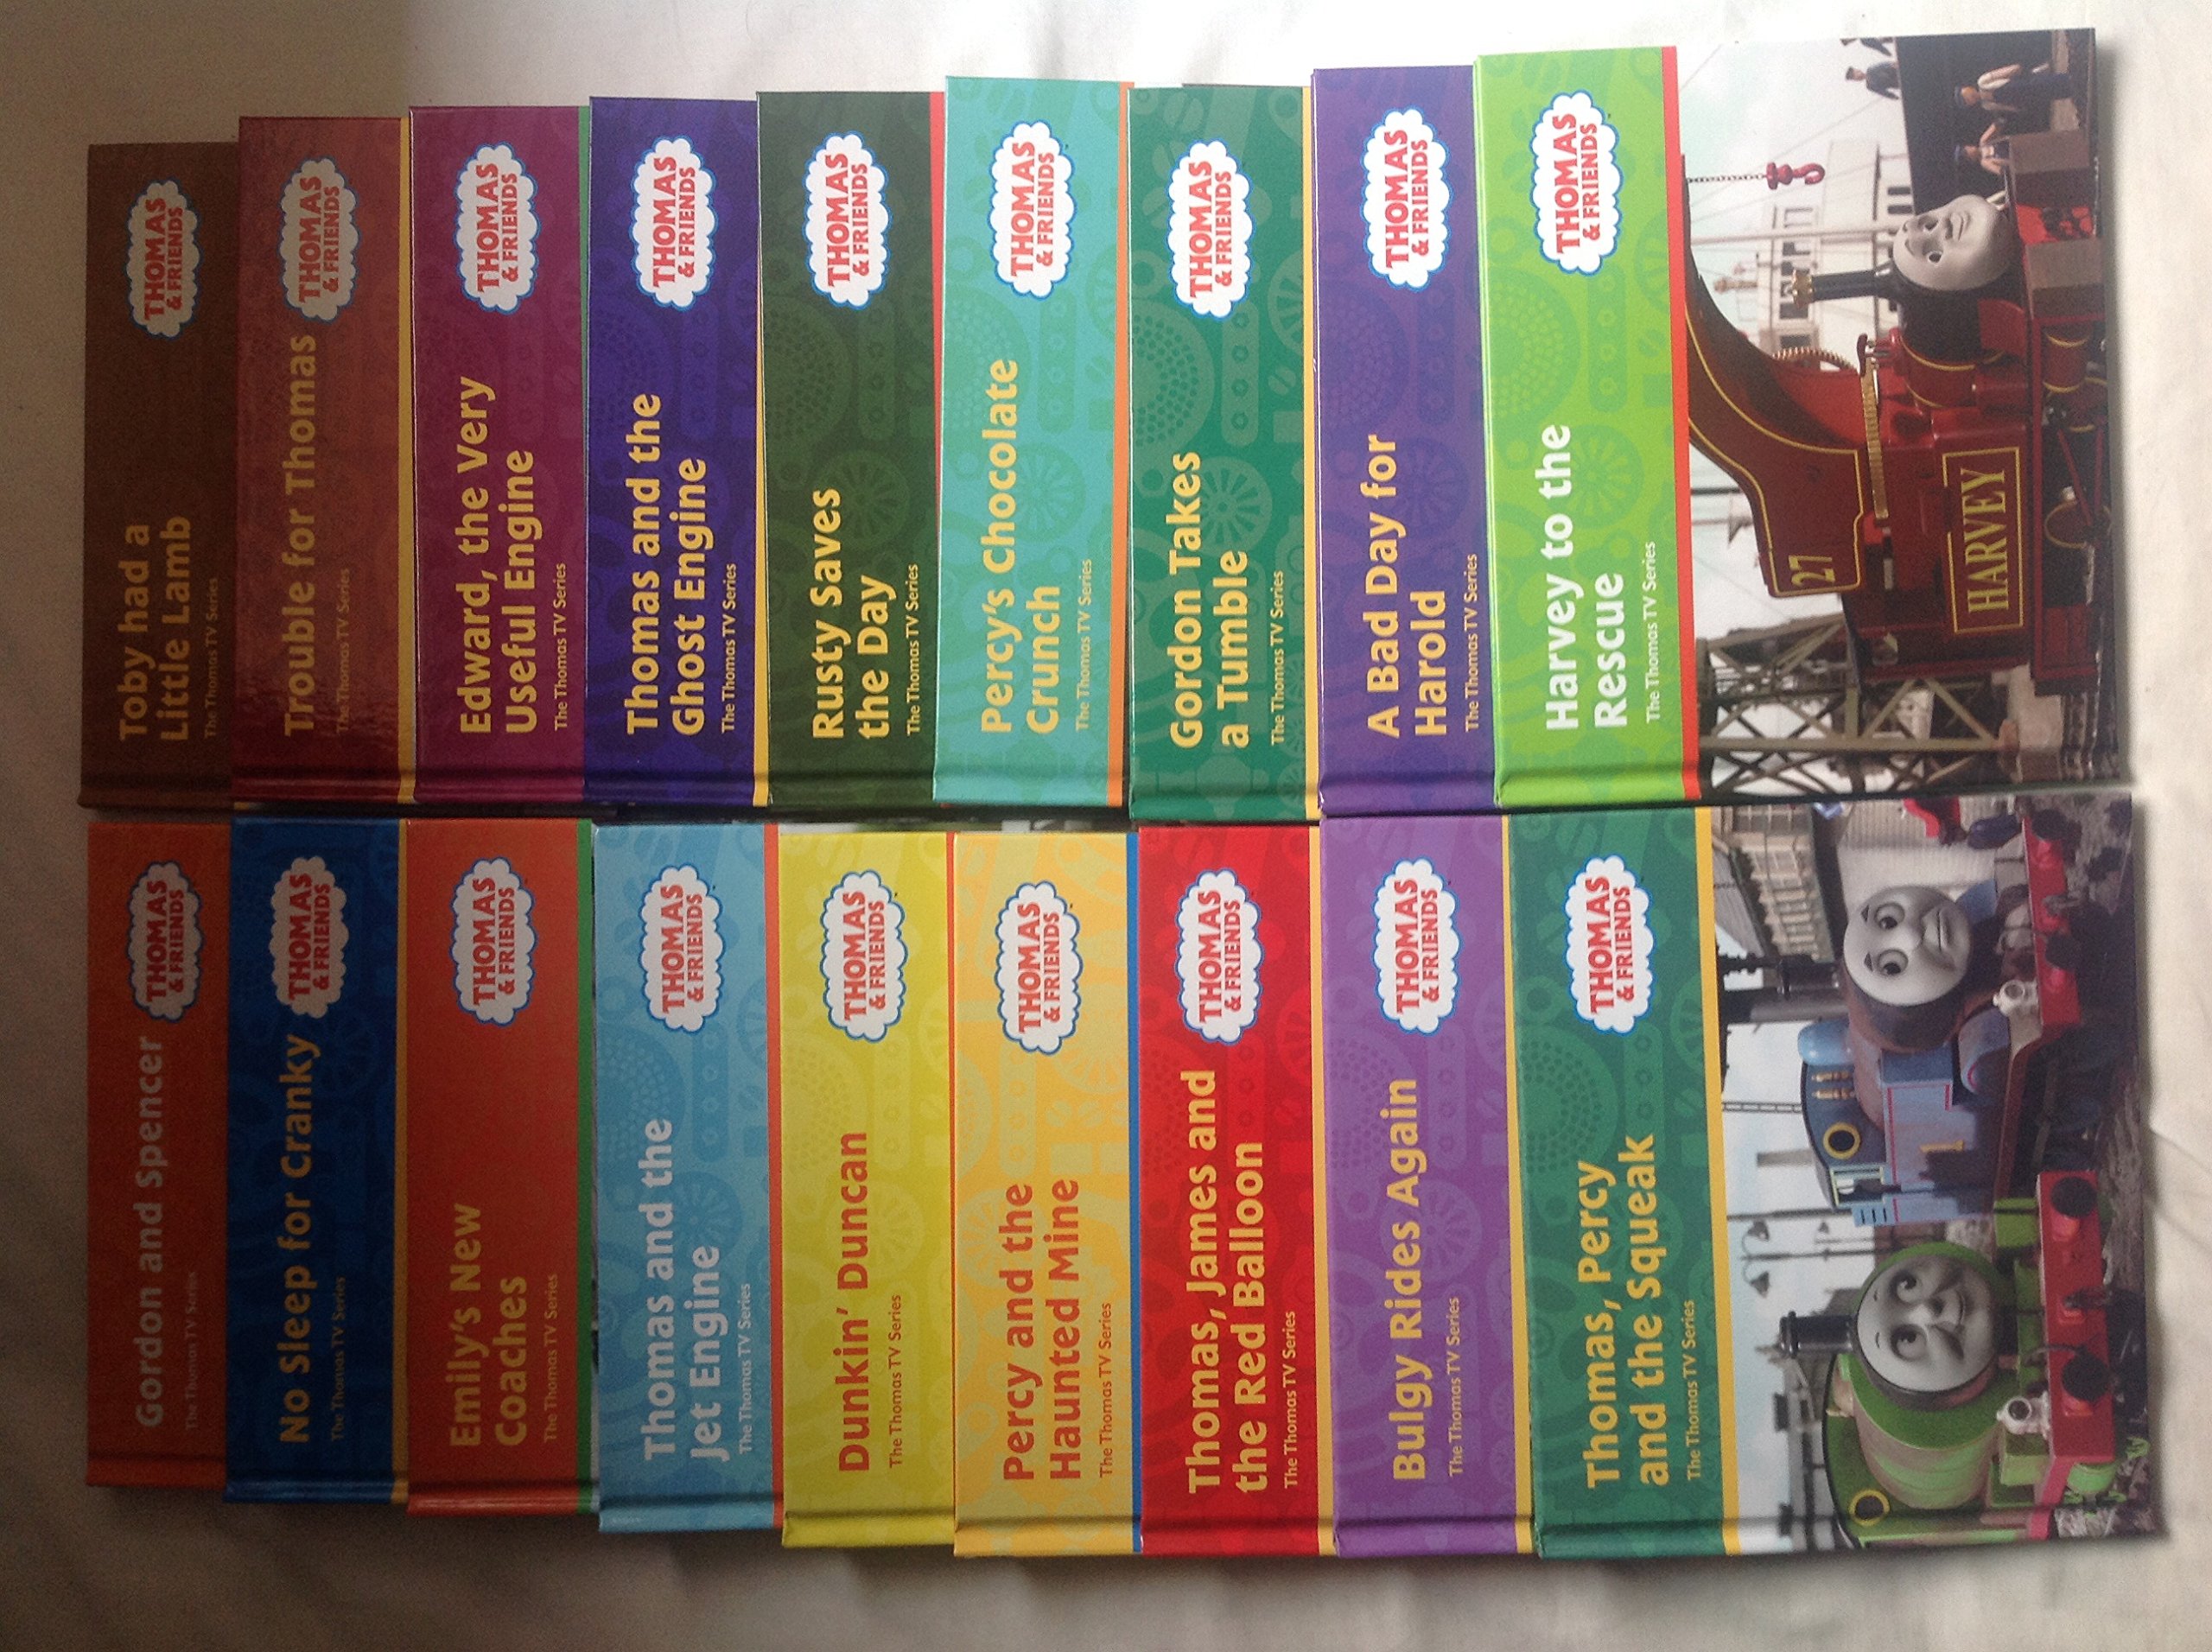 Gordon and Spencer
The Thomas TV Series
THOMAS
& FRIENDS
No Sleep for Cranky
The Thomas TV Series
THOMAS
& FRIENDS
Emily's New
Coaches
The Thomas TV Series
THOMAS
& FRIENDS
Thomas and the
Jet Engine
The Thomas TV Series
THOMAS
& FRIENDS
Dunkin' Duncan
The Thomas TV Series
THOMAS
& FRIENDS
Percy and the
Haunted Mine
The Thomas TV Series
THOMAS
& FRIENDS
Thomas, James and
the Red Balloon
The Thomas TV Series
THOMAS
& FRIENDS
Bulgy Rides Again
The Thomas TV Series
THOMAS
& FRIENDS
Thomas, Percy
and the Squeak
The Thomas TV Series
THOMAS
& FRIENDS
1
Toby had a
Little Lamb
The Thomas TV Series
THOMAS
& FRIENDS
Trouble for Thomas
The Thomas TV Series
THOMAS
& FRIENDS
Edward, the Very
Useful Engine
The Thomas TV Series
THOMAS
& FRIENDS
Thomas and the
Ghost Engine
The Thomas TV Series
THOMAS
& FRIENDS
Rusty Saves
the Day
The Thomas TV Series
THOMAS
& FRIENDS
Percy's Chocolate
Crunch
The Thomas TV Series
THOMAS
& FRIENDS
Gordon Takes
a Tumble
The Thomas TV Series
THOMAS
& FRIENDS
A Bad Day for
Harold
The Thomas TV Series
THOMAS
& FRIENDS
Harvey to the
Rescue
The Thomas TV Series
THOMAS
& FRIENDS
27
HARVEY